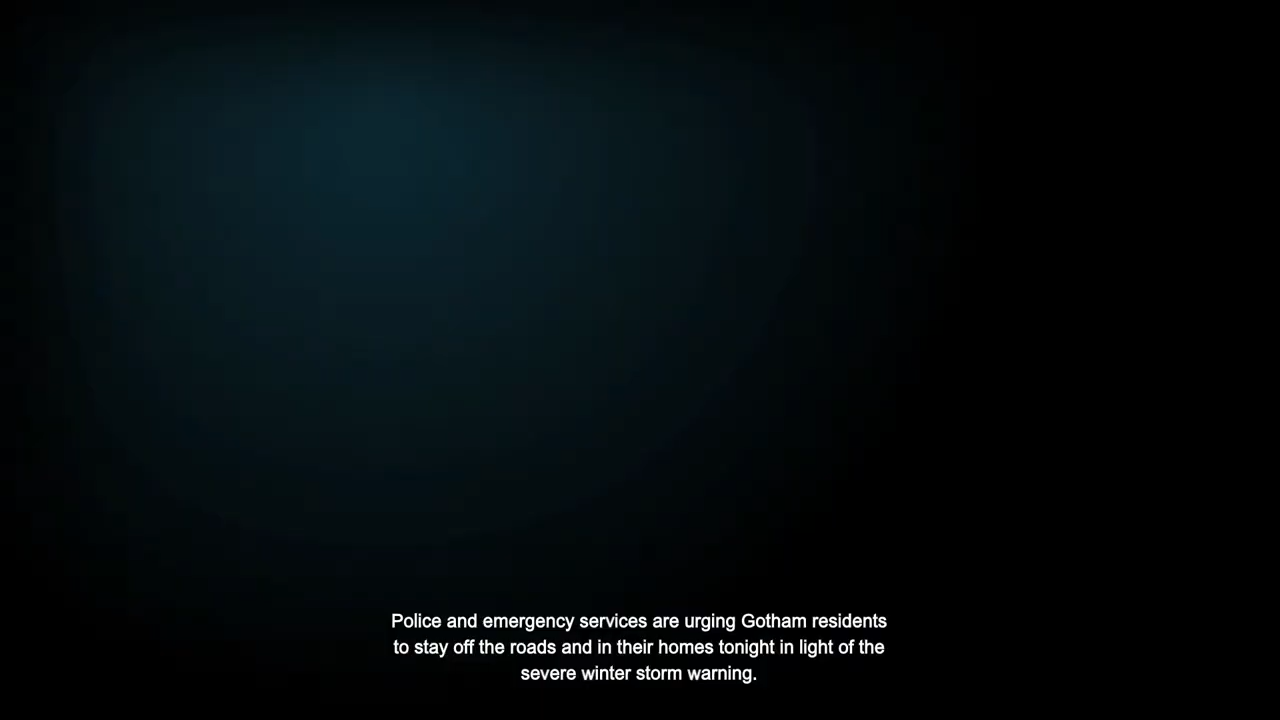 Police and emergency services are urging Gotham residents
to stay off the roads and in their homes tonight in light of the
severe winter storm warning.